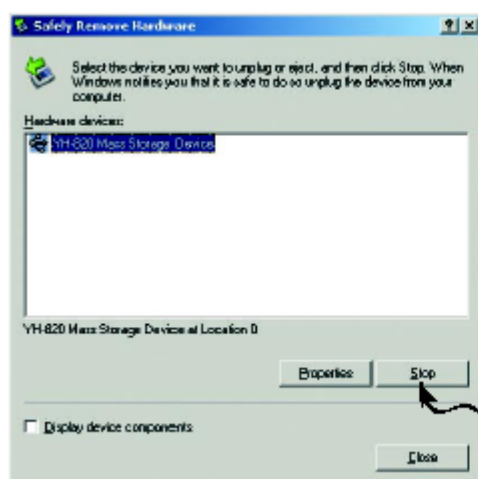 Safely Remove Hardware
Select the device you want to unplug or eject, and then click Stop. When
Windows notifies you that it is safe to do so unplug the device from your
computer.
Hardware devices:
YH-820 Mass Storage Device
YH-820 Mass Storage Device at Location 0
Properties
Stop
Display device components
Close